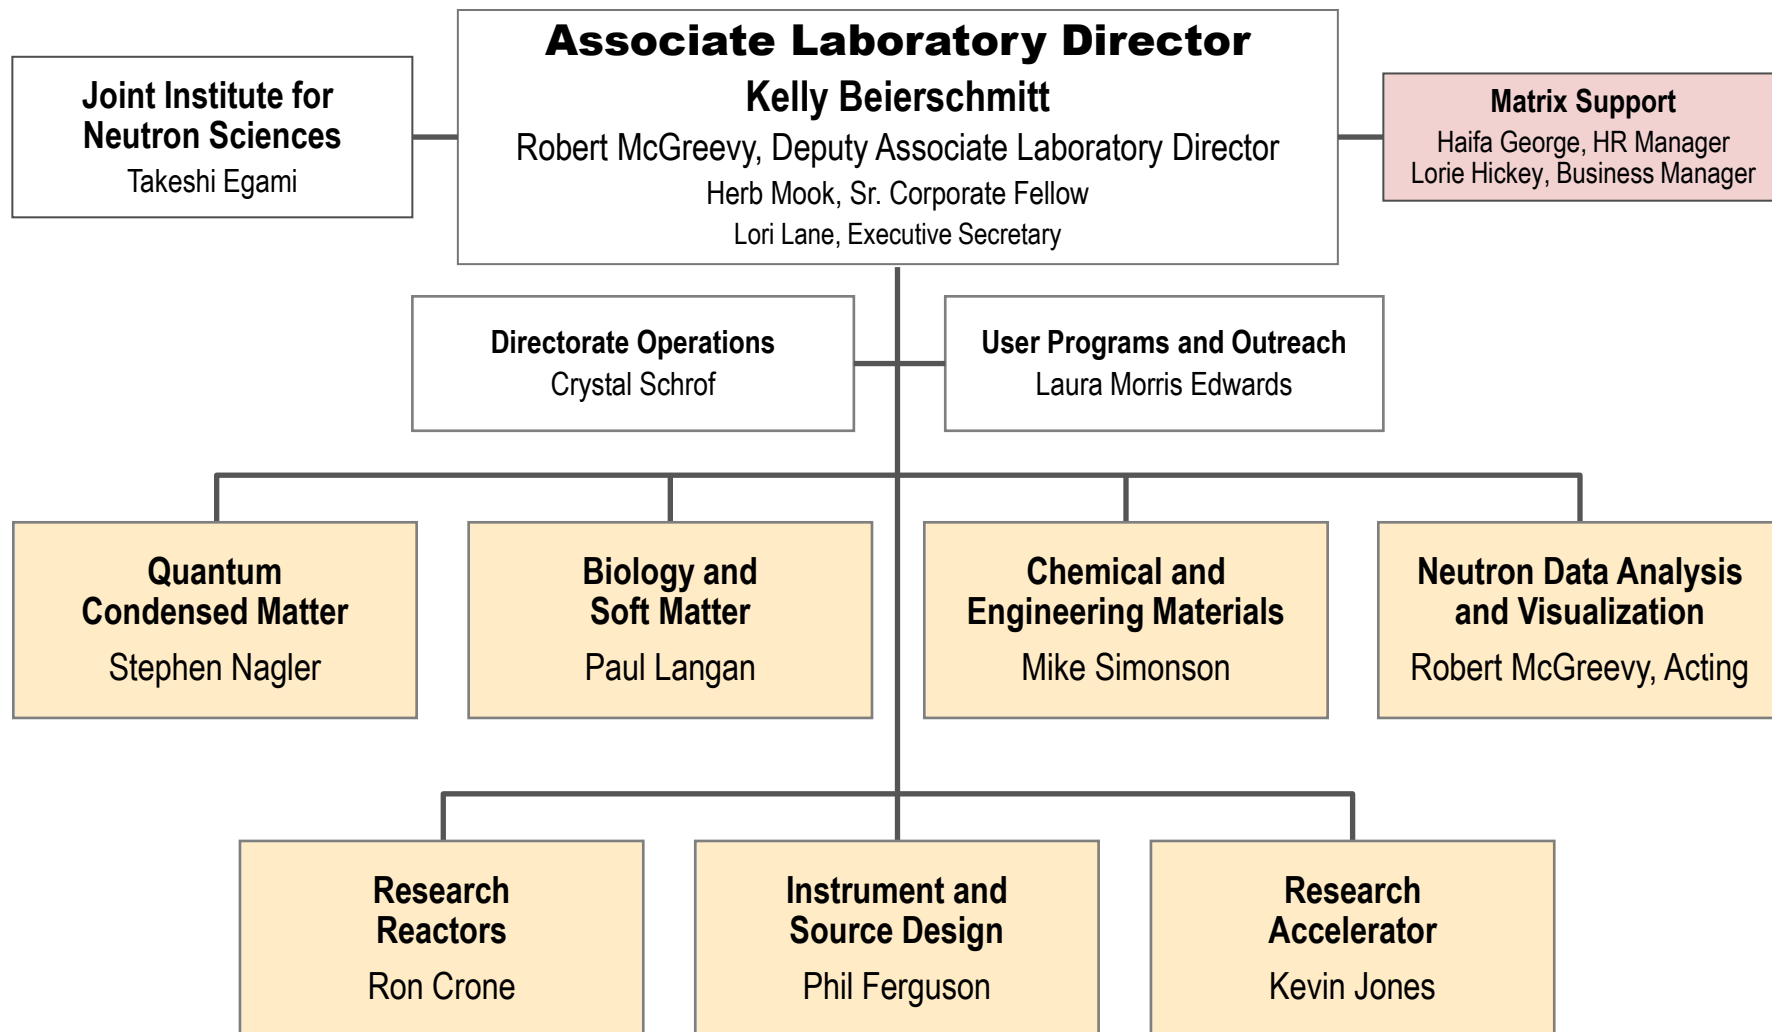 Associate Laboratory Director
Kelly Beierschmitt
Robert McGreevy, Deputy Associate Laboratory Director
Herb Mook, Sr. Corporate Fellow
Lori Lane, Executive Secretary
Joint Institute for
Neutron Sciences
Takeshi Egami
Matrix Support
Haifa George, HR Manager
Lorie Hickey, Business Manager
Directorate Operations
Crystal Schrof
User Programs and Outreach
Laura Morris Edwards
Quantum
Condensed Matter
Stephen Nagler
Biology and
Soft Matter
Paul Langan
Chemical and
Engineering Materials
Mike Simonson
Neutron Data Analysis
and Visualization
Robert McGreevy, Acting
Research
Reactors
Ron Crone
Instrument and
Source Design
Phil Ferguson
Research
Accelerator
Kevin Jones